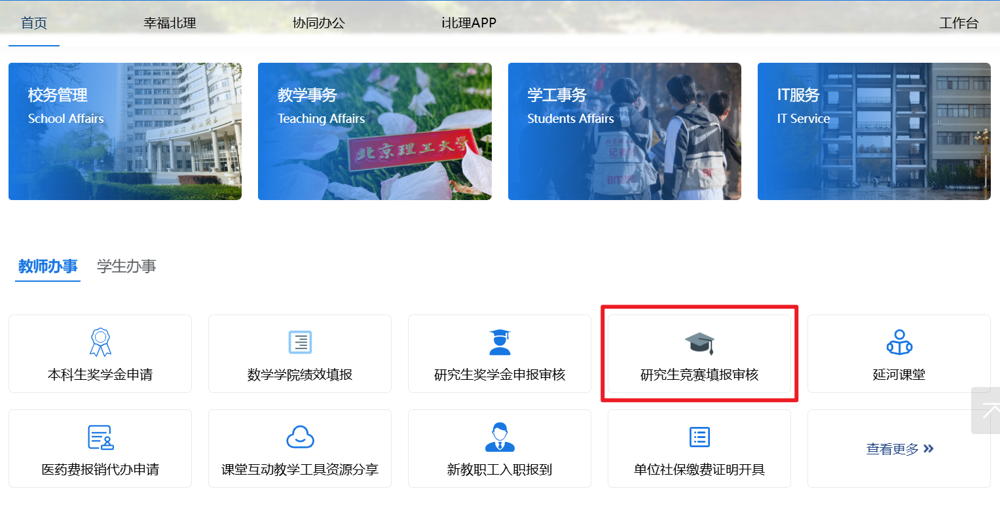 首页
幸福北理
协同办公
i北理APP
工作台
校务管理
School Affairs
教学事务
Teaching Affairs
北京理工大学
学工事务
Students Affairs
IT服务
IT Service
教师办事
学生办事
本科生奖学金申请
数学学院绩效填报
研究生奖学金申报审核
研究生竞赛填报审核
延河课堂
医药费报销代办申请
课堂互动教学工具资源分享
新教职工入职报到
单位社保缴费证明开具
查看更多 »